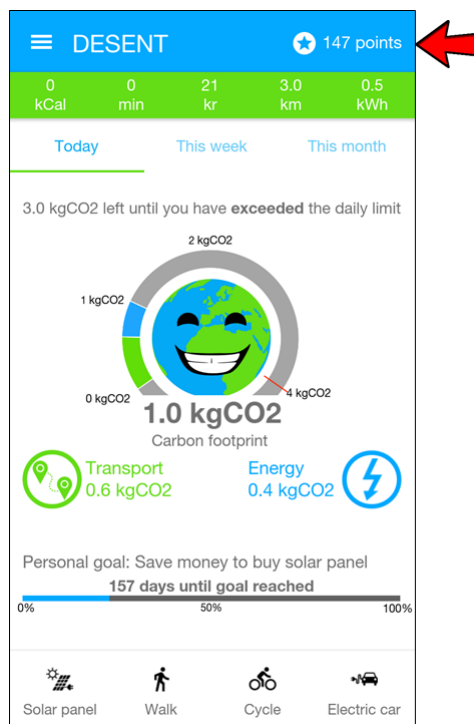 DESENT
147 points
0 0 21 3.0 0.5
kCal min kr km kWh
Today This week This month
3.0 kgCO2 left until you have exceeded the daily limit
2 kgCO2
1 kgCO2
0 kgCO2
4 kgCO2
1.0 kgCO2
Carbon footprint
Transport
0.6 kgCO2
Energy
0.4 kgCO2
Personal goal: Save money to buy solar panel
157 days until goal reached
0% 50% 100%
Solar panel Walk Cycle Electric car